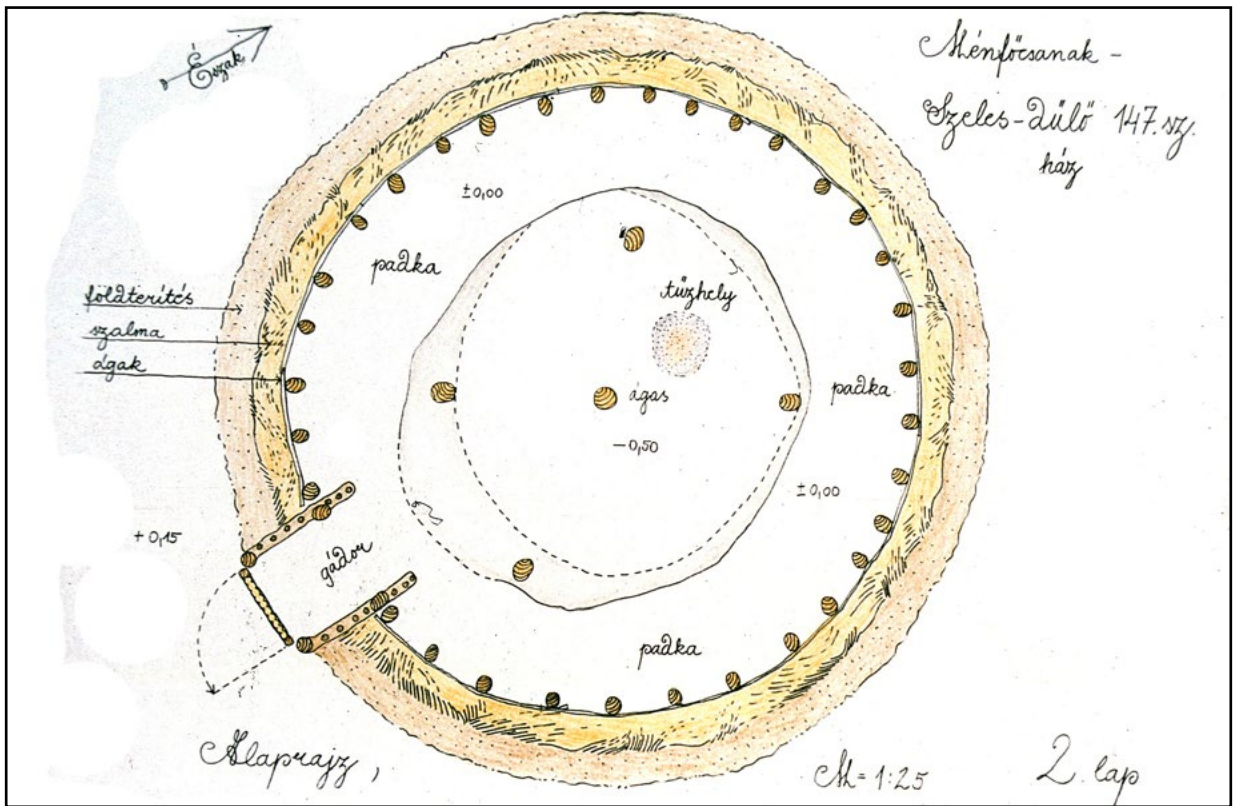 Észak
Ménfőcsanak -
Szeles-dűlő 147. sz.
ház
±0,00
padka
tűzhely
földterítés
szalma
ágak
ágas
padka
-0,50
±0,00
+0,15
gádor
padka
Alaprajz,
M= 1:25
2. lap